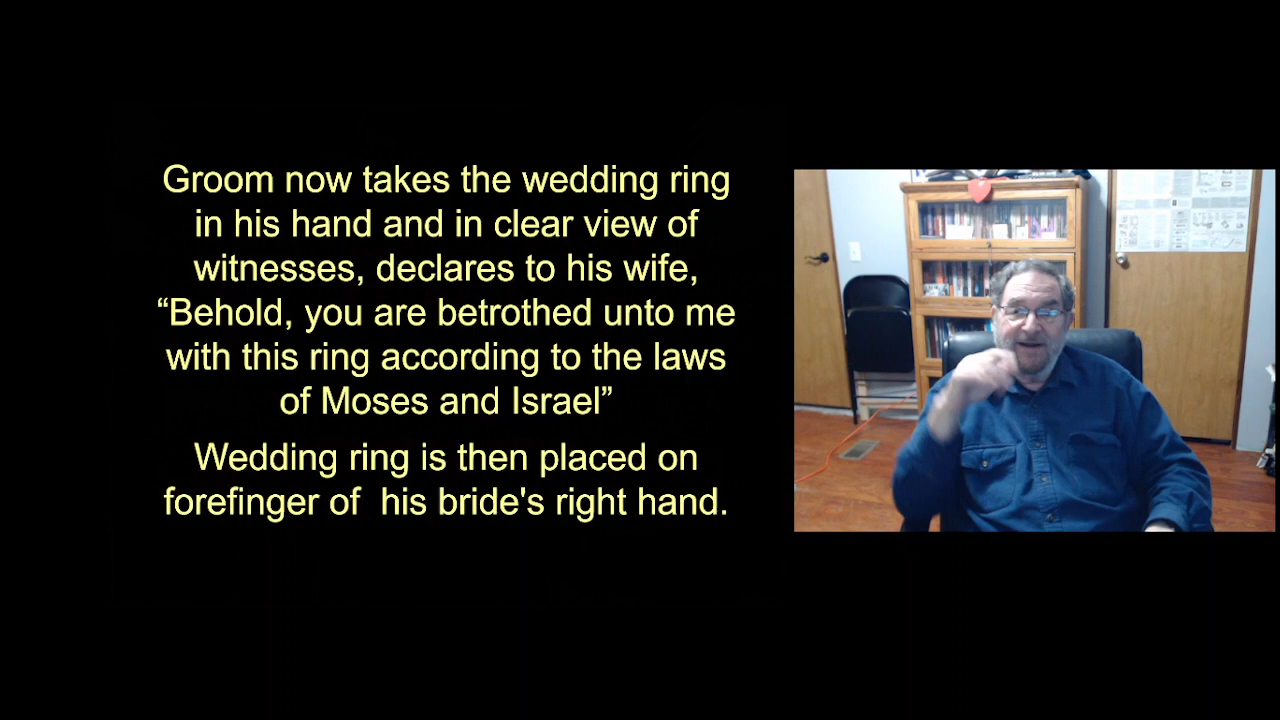 Groom now takes the wedding ring
in his hand and in clear view of
witnesses, declares to his wife,
“Behold, you are betrothed unto me
with this ring according to the laws
of Moses and Israel”
Wedding ring is then placed on
forefinger of  his bride's right hand.